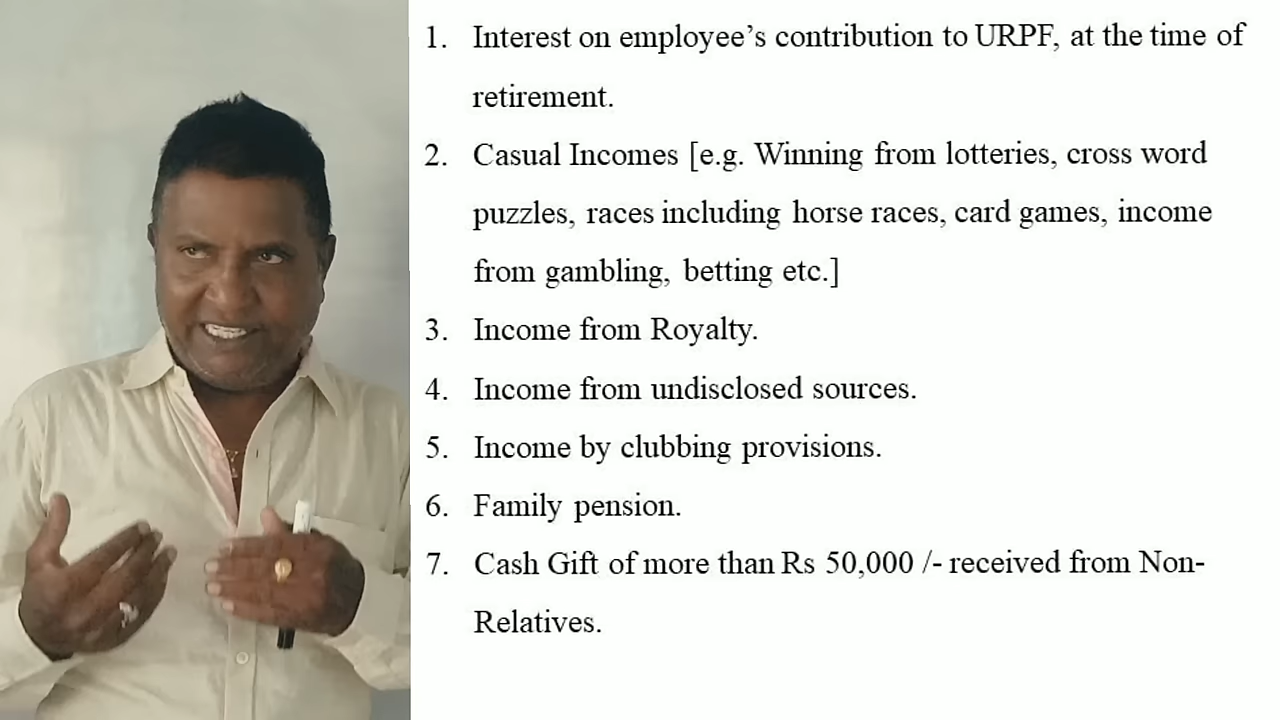 1. Interest on employee’s contribution to URPF, at the time of
retirement.
2. Casual Incomes [e.g. Winning from lotteries, cross word
puzzles, races including horse races, card games, income
from gambling, betting etc.]
3. Income from Royalty.
4. Income from undisclosed sources.
5. Income by clubbing provisions.
6. Family pension.
7. Cash Gift of more than Rs 50,000 /- received from Non-
Relatives.